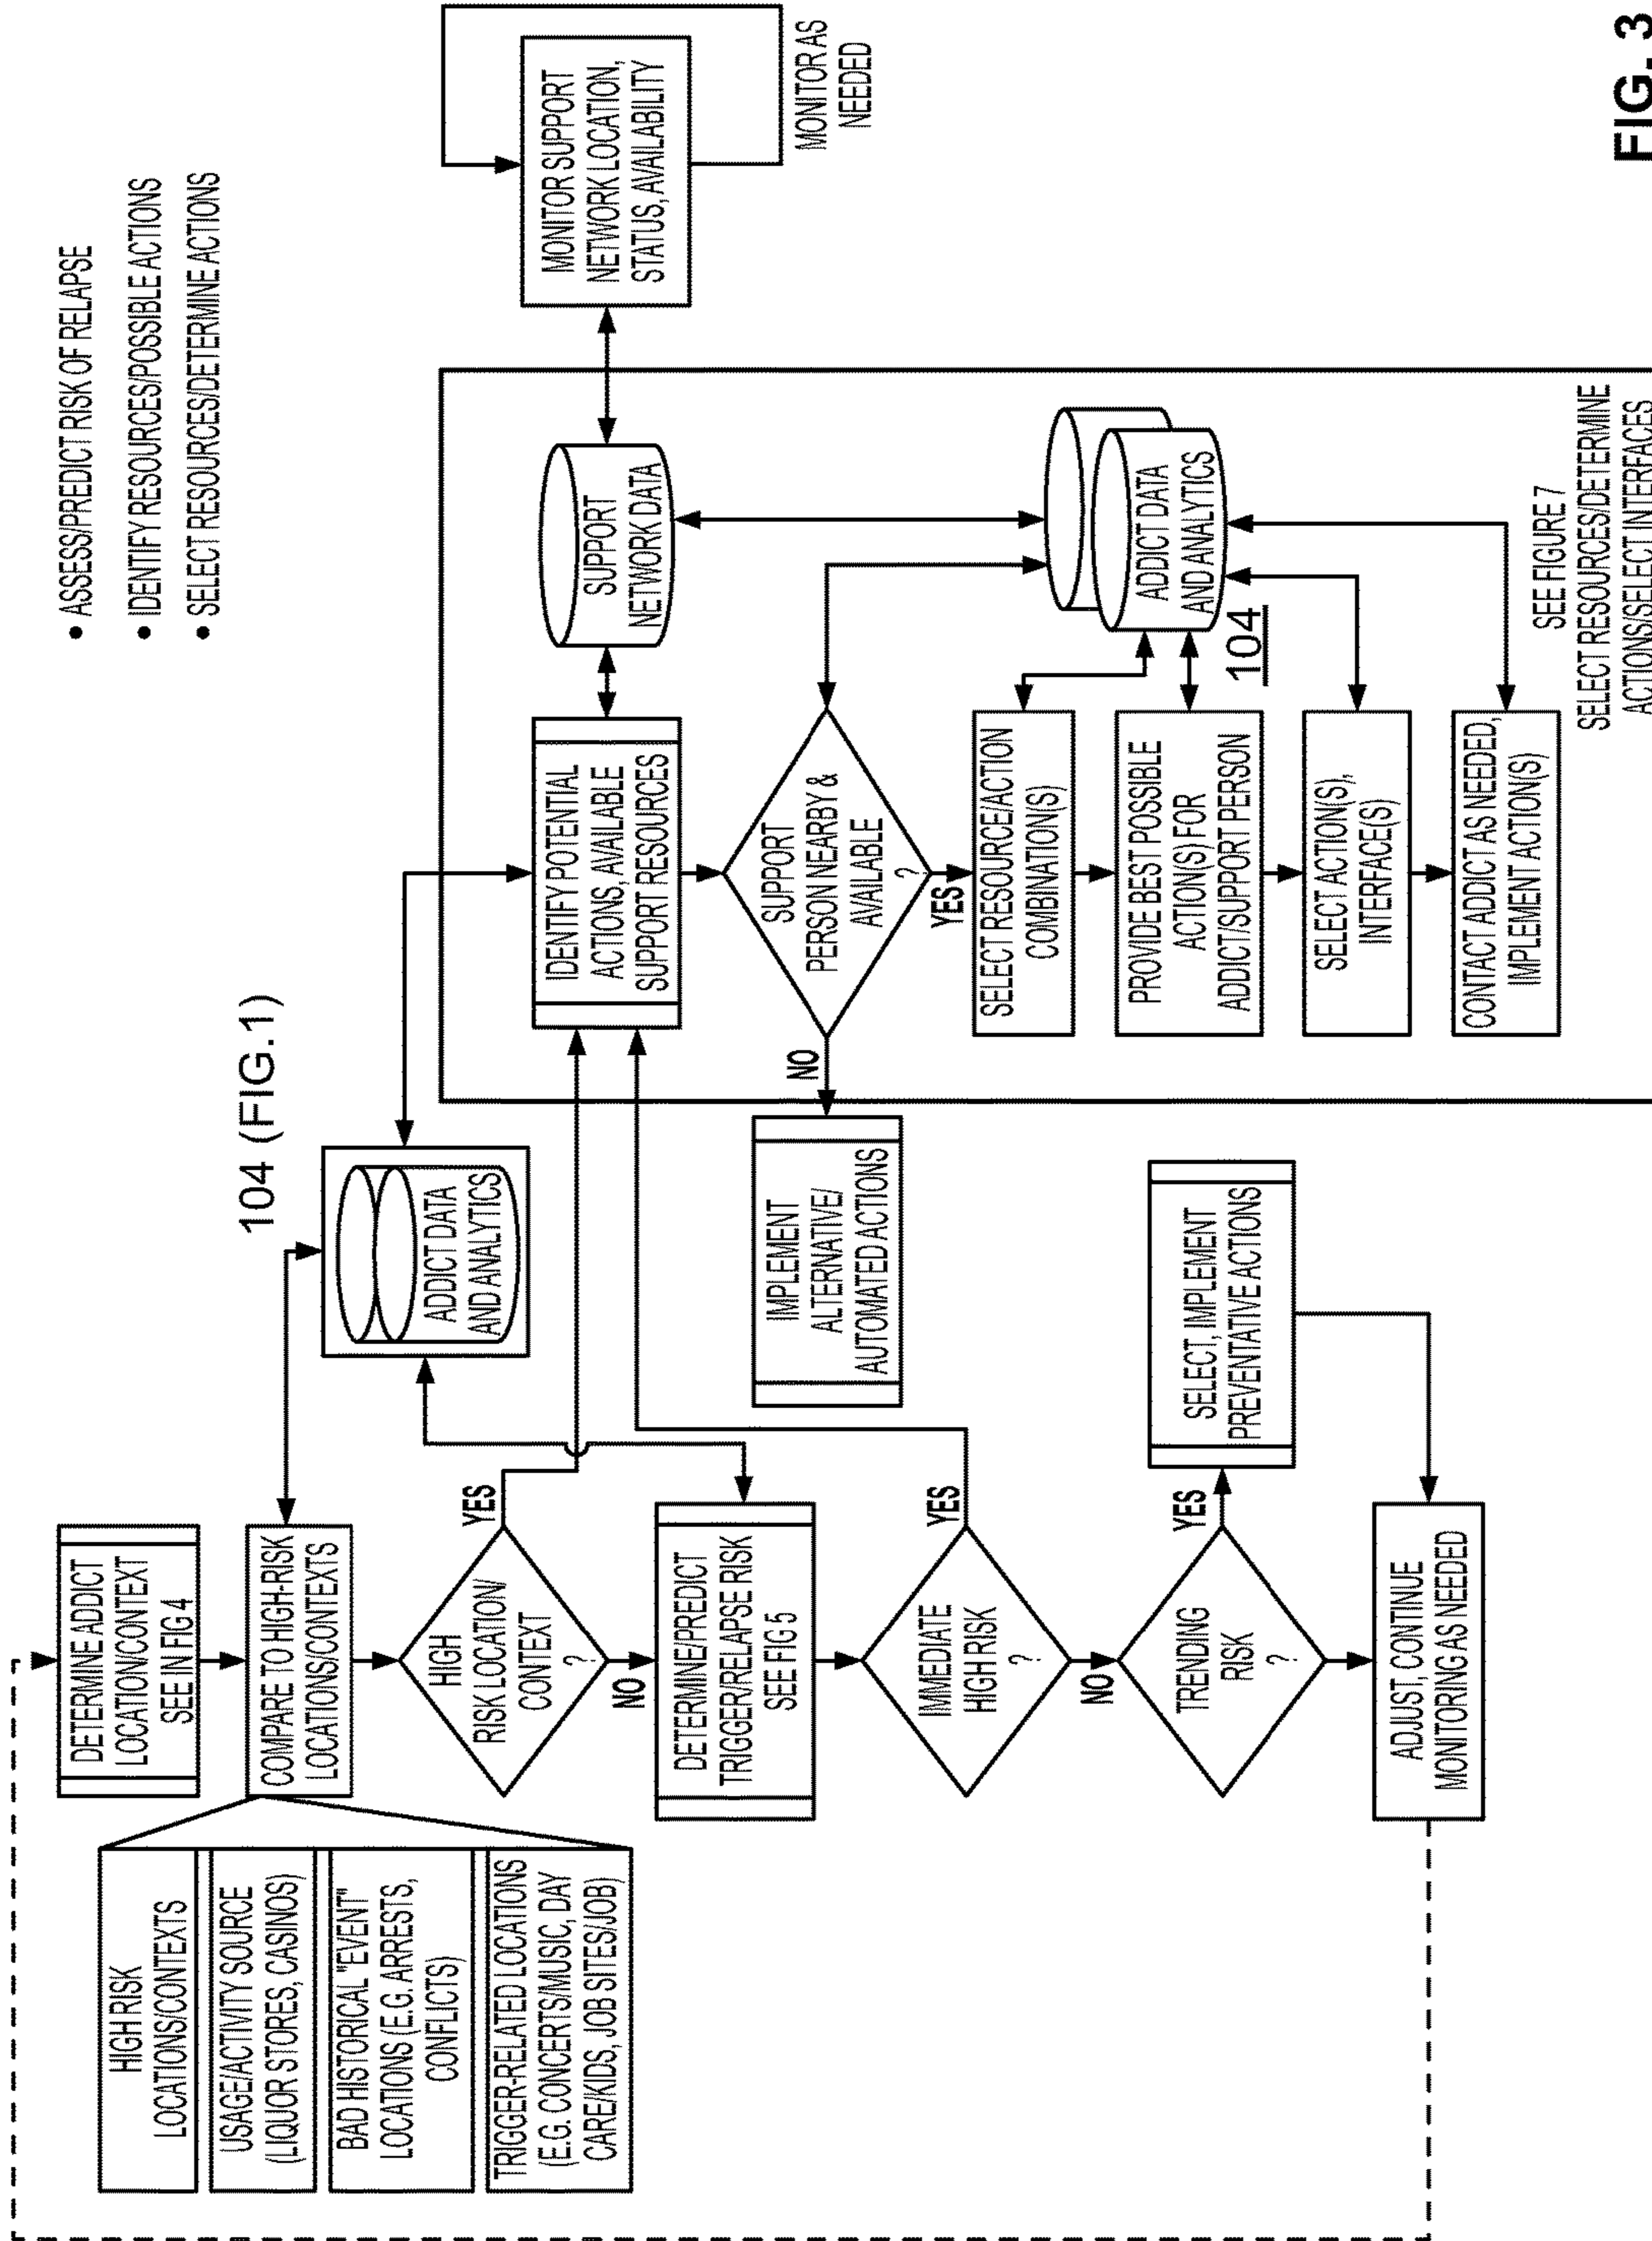 • ASSESS/PREDICT RISK OF RELAPSE
• IDENTIFY RESOURCES/POSSIBLE ACTIONS
• SELECT RESOURCES/DETERMINE ACTIONS
DETERMINE ADDICT
LOCATION/CONTEXT
SEE IN FIG 4
COMPARE TO HIGH-RISK
LOCATIONS/CONTEXTS
HIGH RISK
LOCATIONS/CONTEXTS
USAGE/ACTIVITY SOURCE
(LIQUOR STORES, CASINOS)
BAD HISTORICAL "EVENT"
LOCATIONS (E.G. ARRESTS,
CONFLICTS)
TRIGGER-RELATED LOCATIONS
(E.G. CONCERTS/MUSIC, DAY
CARE/KIDS, JOB SITES/JOB)
HIGH
RISK LOCATION/
CONTEXT
?
YES
NO
DETERMINE/PREDICT
TRIGGER/RELAPSE RISK
SEE FIG 5
IMMEDIATE
HIGH RISK
?
YES
NO
TRENDING
RISK
?
YES
SELECT, IMPLEMENT
PREVENTATIVE ACTIONS
ADJUST, CONTINUE
MONITORING AS NEEDED
104 (FIG.1)
ADDICT DATA
AND ANALYTICS
IDENTIFY POTENTIAL
ACTIONS, AVAILABLE
SUPPORT RESOURCES
SUPPORT
NETWORK DATA
MONITOR SUPPORT
NETWORK LOCATION,
STATUS, AVAILABILITY
MONITOR AS
NEEDED
SUPPORT
PERSON NEARBY &
AVAILABLE
?
NO
YES
IMPLEMENT
ALTERNATIVE/
AUTOMATED ACTIONS
SELECT RESOURCE/ACTION
COMBINATION(S)
PROVIDE BEST POSSIBLE
ACTION(S) FOR
ADDICT/SUPPORT PERSON
SELECT ACTION(S),
INTERFACE(S)
CONTACT ADDICT AS NEEDED,
IMPLEMENT ACTION(S)
ADDICT DATA
AND ANALYTICS
104
SEE FIGURE 7
SELECT RESOURCES/DETERMINE
ACTIONS/SELECT INTERFACES
FIG. 3